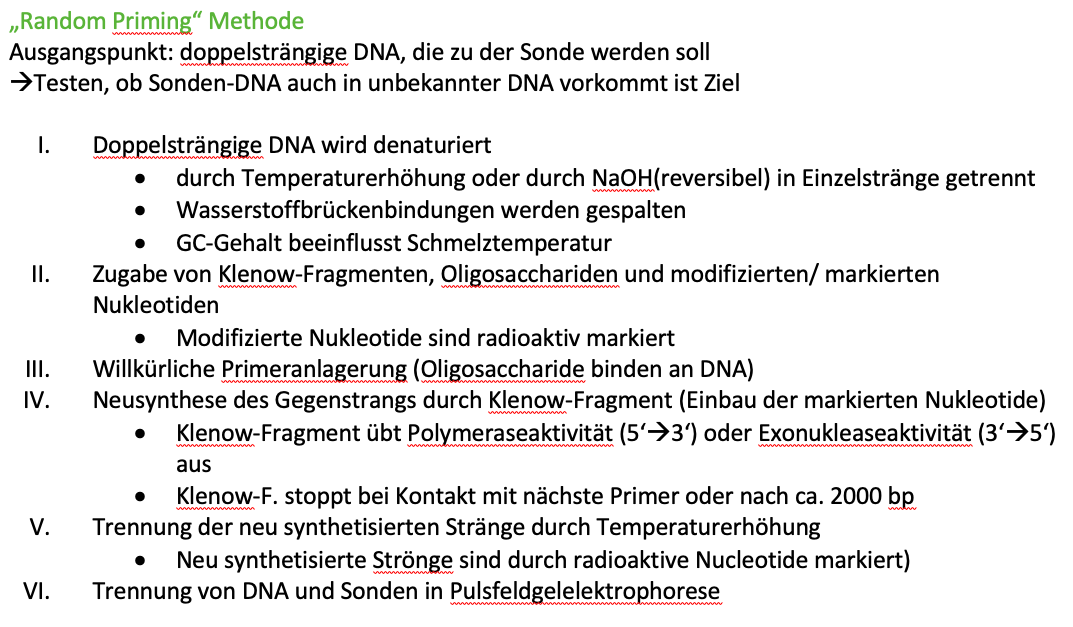 „Random Priming“ Methode
Ausgangspunkt: doppelsträngige DNA, die zu der Sonde werden soll
→Testen, ob Sonden-DNA auch in unbekannter DNA vorkommt ist Ziel
I. Doppelsträngige DNA wird denaturiert
• durch Temperaturerhöhung oder durch NaOH(reversibel) in Einzelstränge getrennt
• Wasserstoffbrückenbindungen werden gespalten
• GC-Gehalt beeinflusst Schmelztemperatur
II. Zugabe von Klenow-Fragmenten, Oligosacchariden und modifizierten/ markierten
Nukleotiden
• Modifizierte Nukleotide sind radioaktiv markiert
III. Willkürliche Primeranlagerung (Oligosaccharide binden an DNA)
IV. Neusynthese des Gegenstrangs durch Klenow-Fragment (Einbau der markierten Nukleotide)
• Klenow-Fragment übt Polymeraseaktivität (5‘→3‘) oder Exonukleaseaktivität (3‘→5‘)
aus
• Klenow-F. stoppt bei Kontakt mit nächste Primer oder nach ca. 2000 bp
V. Trennung der neu synthetisierten Stränge durch Temperaturerhöhung
• Neu synthetisierte Strönge sind durch radioaktive Nucleotide markiert)
VI. Trennung von DNA und Sonden in Pulsfeldgelelektrophorese